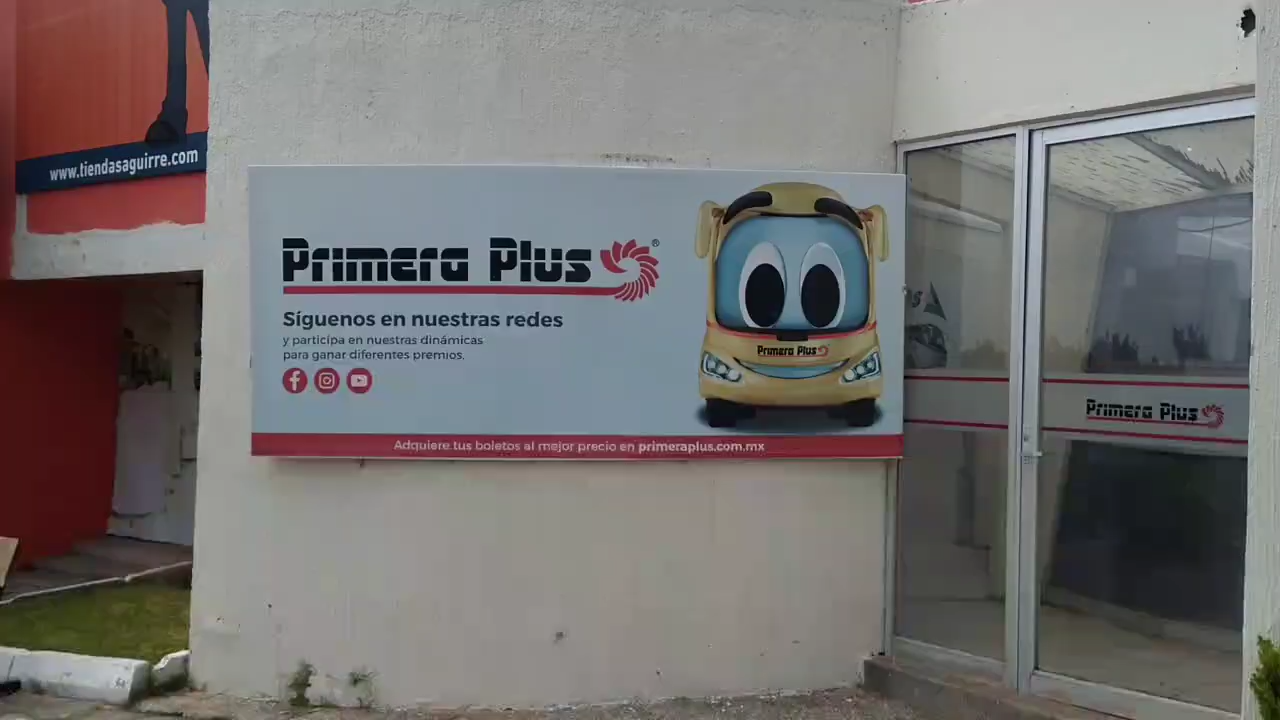 www.tiendasaguirre.com
Primera Plus®
Síguenos en nuestras redes
y participa en nuestras dinámicas
para ganar diferentes premios.
Primera Plus
Adquiere tus boletos al mejor precio en primeraplus.com.mx
Primera Plus